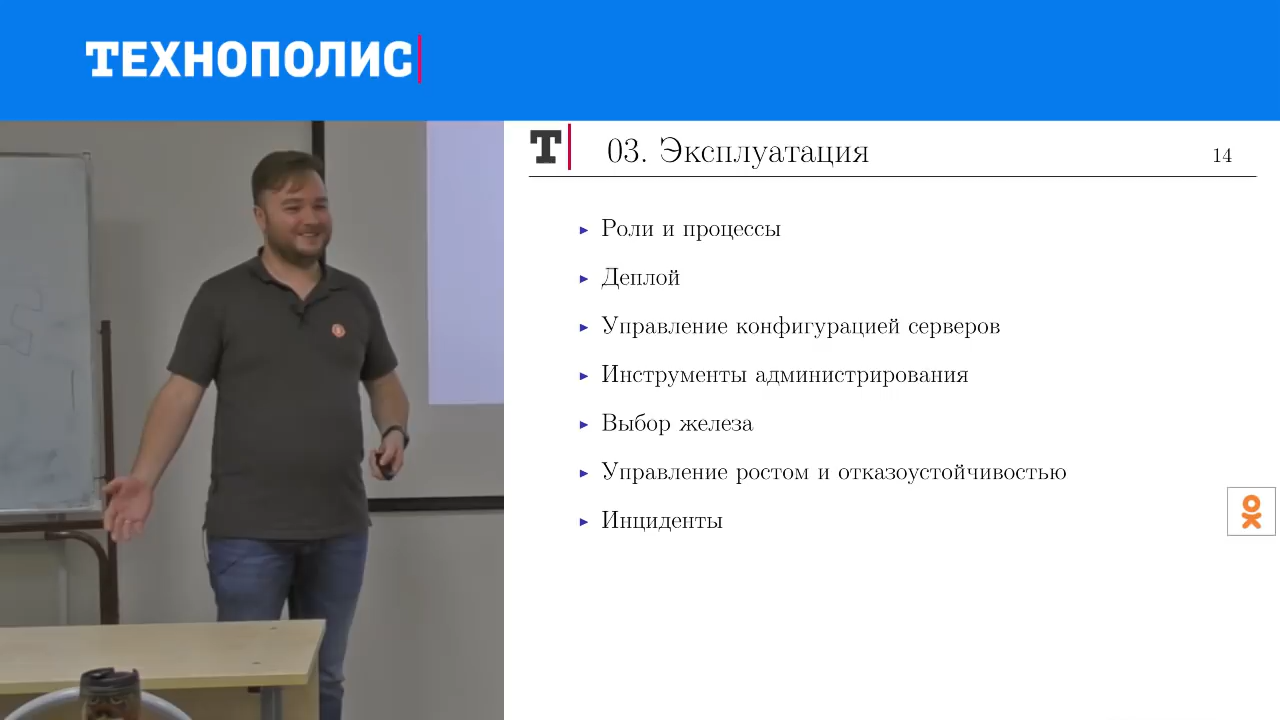 ТЕХНОПОЛИС
Т
03. Эксплуатация
14
Роли и процессы
Деплой
Управление конфигурацией серверов
Инструменты администрирования
Выбор железа
Управление ростом и отказоустойчивостью
Инциденты